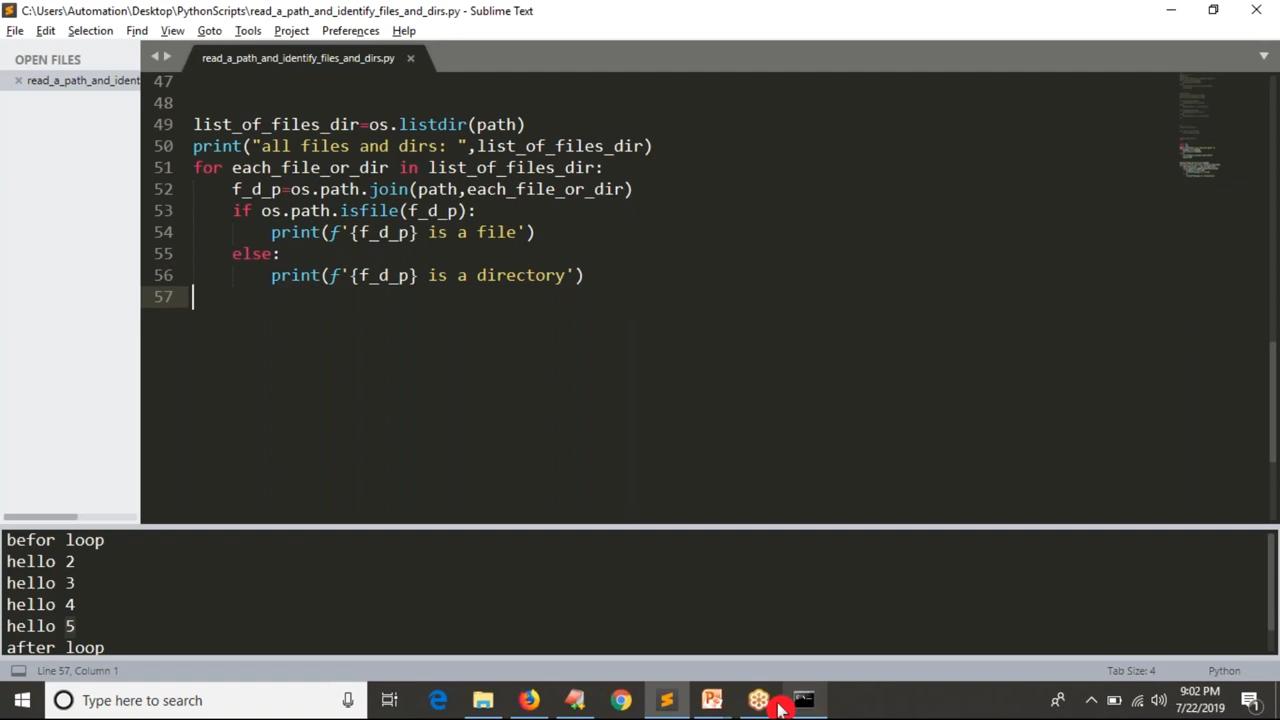 C:\Users\Automation\Desktop\PythonScripts\read_a_path_and_identify_files_and_dirs.py - Sublime Text
File Edit Selection Find View Goto Tools Project Preferences Help
OPEN FILES
read_a_path_and_ident
read_a_path_and_identify_files_and_dirs.py
47
48
49 list_of_files_dir=os.listdir(path)
50 print("all files and dirs: ",list_of_files_dir)
51 for each_file_or_dir in list_of_files_dir:
52 f_d_p=os.path.join(path,each_file_or_dir)
53 if os.path.isfile(f_d_p):
54 print(f'{f_d_p} is a file')
55 else:
56 print(f'{f_d_p} is a directory')
57
befor loop
hello 2
hello 3
hello 4
hello 5
after loop
Line 57, Column 1
Tab Size: 4
Python
Type here to search
9:02 PM
7/22/2019
1